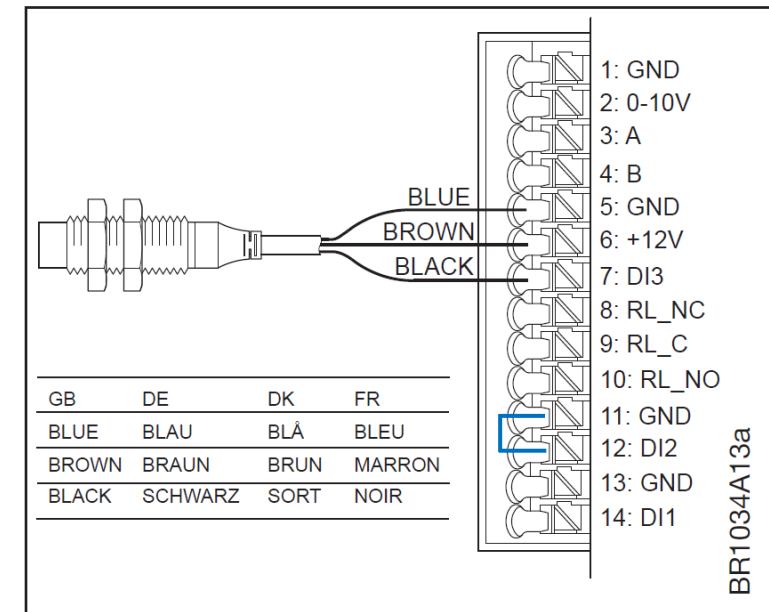 1: GND
2: 0-10V
3: A
4: B
BLUE
5: GND
BROWN
6: +12V
BLACK
7: DI3
8: RL_NC
9: RL_C
10: RL_NO
11: GND
12: DI2
13: GND
14: DI1
GB DE DK FR
BLUE BLAU BLÅ BLEU
BROWN BRAUN BRUN MARRON
BLACK SCHWARZ SORT NOIR
BR1034A13a